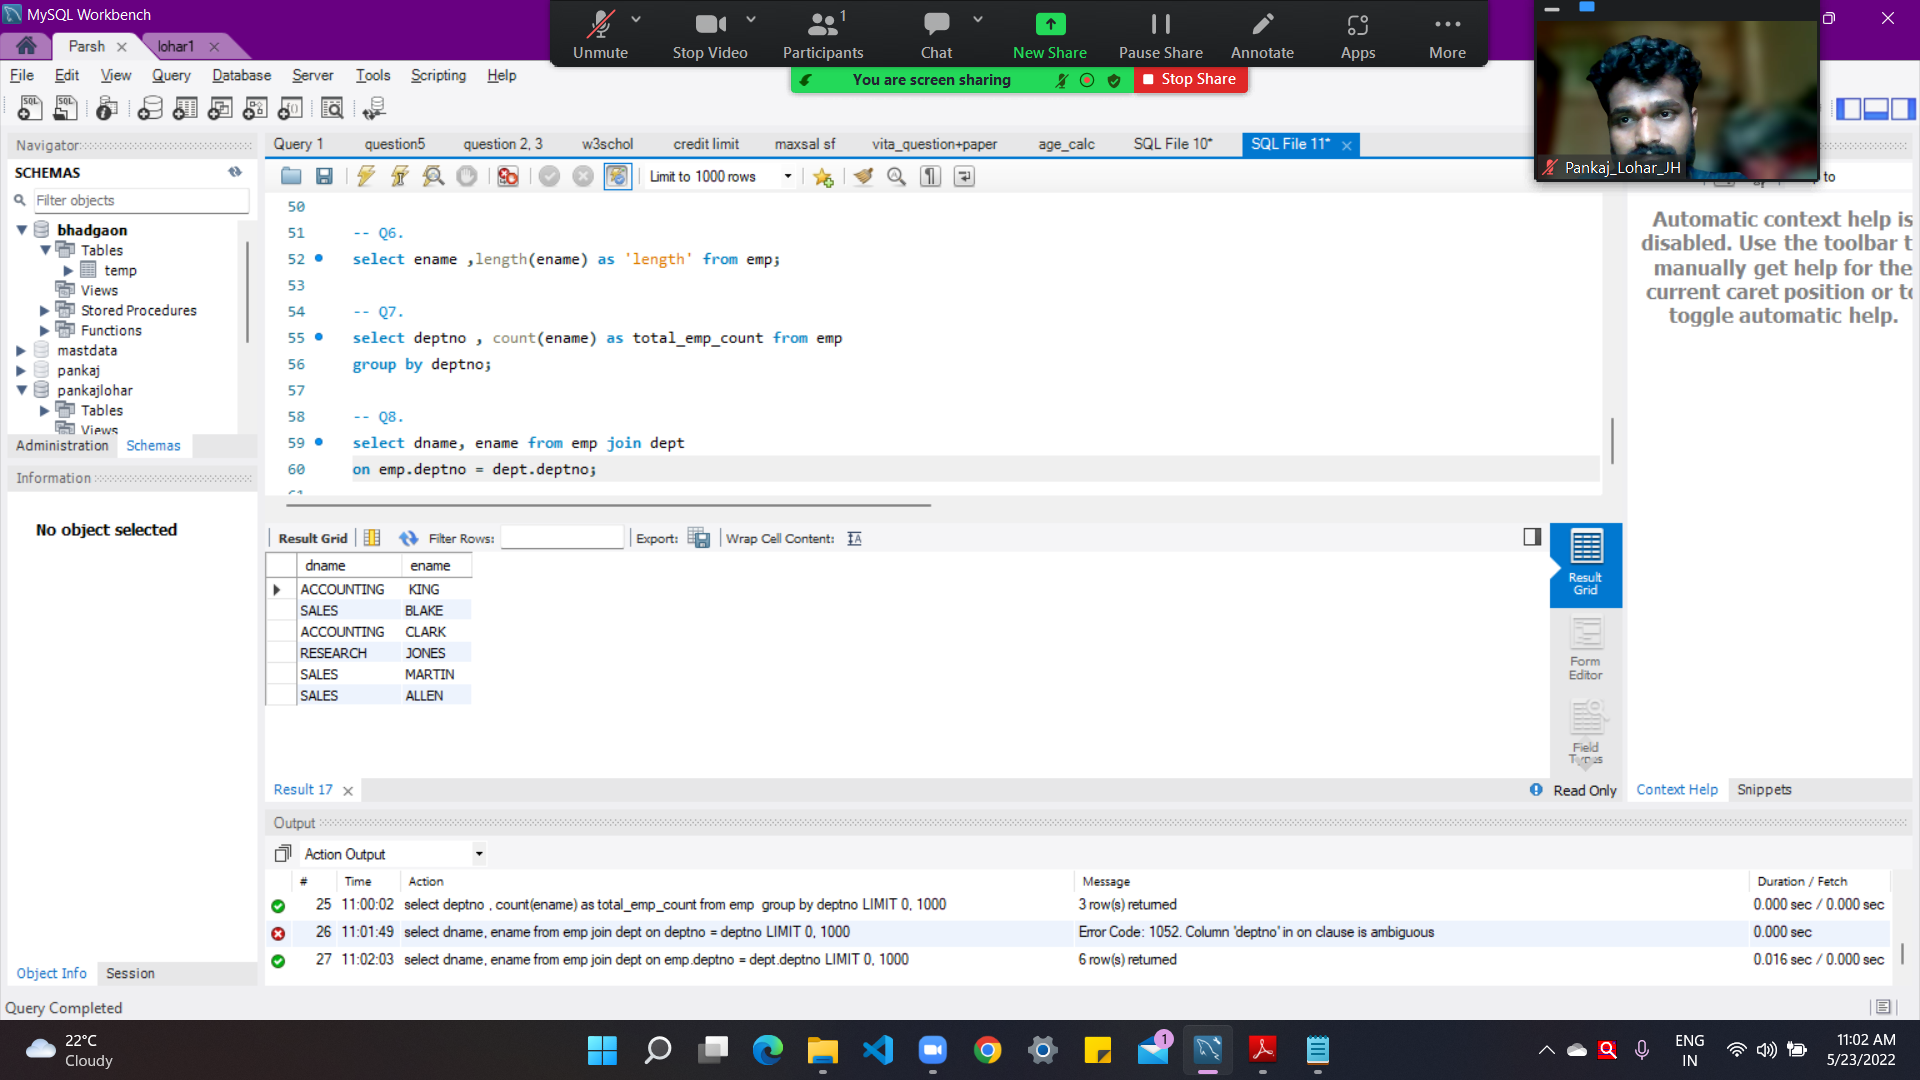 MySQL Workbench
Parsh
lohar1
File Edit View Query Database Server Tools Scripting Help
Unmute
Stop Video
Participants
1
Chat
New Share
Pause Share
Annotate
Apps
More
You are screen sharing
Stop Share
Pankaj_Lohar_JH
Navigator
SCHEMAS
Filter objects
bhadgaon
Tables
temp
Views
Stored Procedures
Functions
mastdata
pankaj
pankajlohar
Tables
Views
Administration Schemas
Information
No object selected
Object Info Session
Query 1
question5
question 2, 3
w3schol
credit limit
maxsal sf
vita_question+paper
age_calc
SQL File 10*
SQL File 11*
Limit to 1000 rows
50
51 -- Q6.
52 select ename ,length(ename) as 'length' from emp;
53
54 -- Q7.
55 select deptno , count(ename) as total_emp_count from emp
56 group by deptno;
57
58 -- Q8.
59 select dname, ename from emp join dept
60 on emp.deptno = dept.deptno;
61
Result Grid
Filter Rows:
Export:
Wrap Cell Content:
dname ename
ACCOUNTING KING
SALES BLAKE
ACCOUNTING CLARK
RESEARCH JONES
SALES MARTIN
SALES ALLEN
Result Grid
Form Editor
Field Types
Result 17
Read Only
to
Automatic context help is
disabled. Use the toolbar t
manually get help for the
current caret position or to
toggle automatic help.
Context Help Snippets
Output
Action Output
# Time Action Message Duration / Fetch
25 11:00:02 select deptno , count(ename) as total_emp_count from emp group by deptno LIMIT 0, 1000 3 row(s) returned 0.000 sec / 0.000 sec
26 11:01:49 select dname, ename from emp join dept on deptno = deptno LIMIT 0, 1000 Error Code: 1052. Column 'deptno' in on clause is ambiguous 0.000 sec
27 11:02:03 select dname, ename from emp join dept on emp.deptno = dept.deptno LIMIT 0, 1000 6 row(s) returned 0.016 sec / 0.000 sec
Query Completed
22°C
Cloudy
1
ENG
IN
11:02 AM
5/23/2022